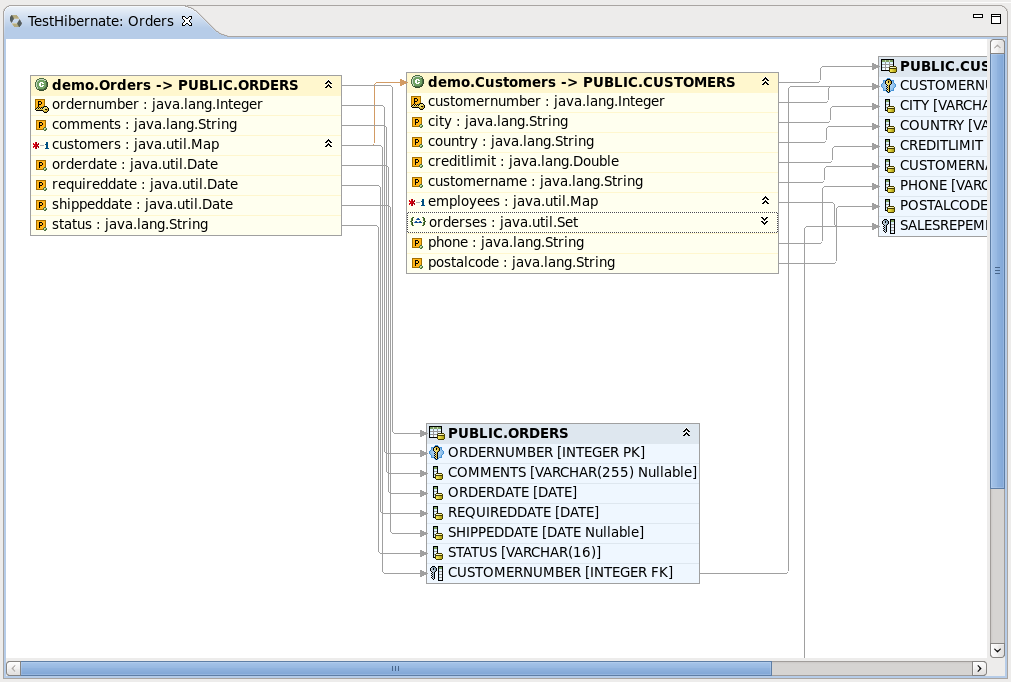 TestHibernate: Orders
demo.Orders -> PUBLIC.ORDERS
ordernumber : java.lang.Integer
comments : java.lang.String
customers : java.util.Map
orderdate : java.util.Date
requireddate : java.util.Date
shippeddate : java.util.Date
status : java.lang.String
demo.Customers -> PUBLIC.CUSTOMERS
customernumber : java.lang.Integer
city : java.lang.String
country : java.lang.String
creditlimit : java.lang.Double
customername : java.lang.String
employees : java.util.Map
orderses : java.util.Set
phone : java.lang.String
postalcode : java.lang.String
PUBLIC.CUS
CUSTOMERN
CITY [VARCHA
COUNTRY [VA
CREDITLIMIT
CUSTOMERNA
PHONE [VARC
POSTALCODE
SALESREPEM
PUBLIC.ORDERS
ORDERNUMBER [INTEGER PK]
COMMENTS [VARCHAR(255) Nullable]
ORDERDATE [DATE]
REQUIREDDATE [DATE]
SHIPPEDDATE [DATE Nullable]
STATUS [VARCHAR(16)]
CUSTOMERNUMBER [INTEGER FK]